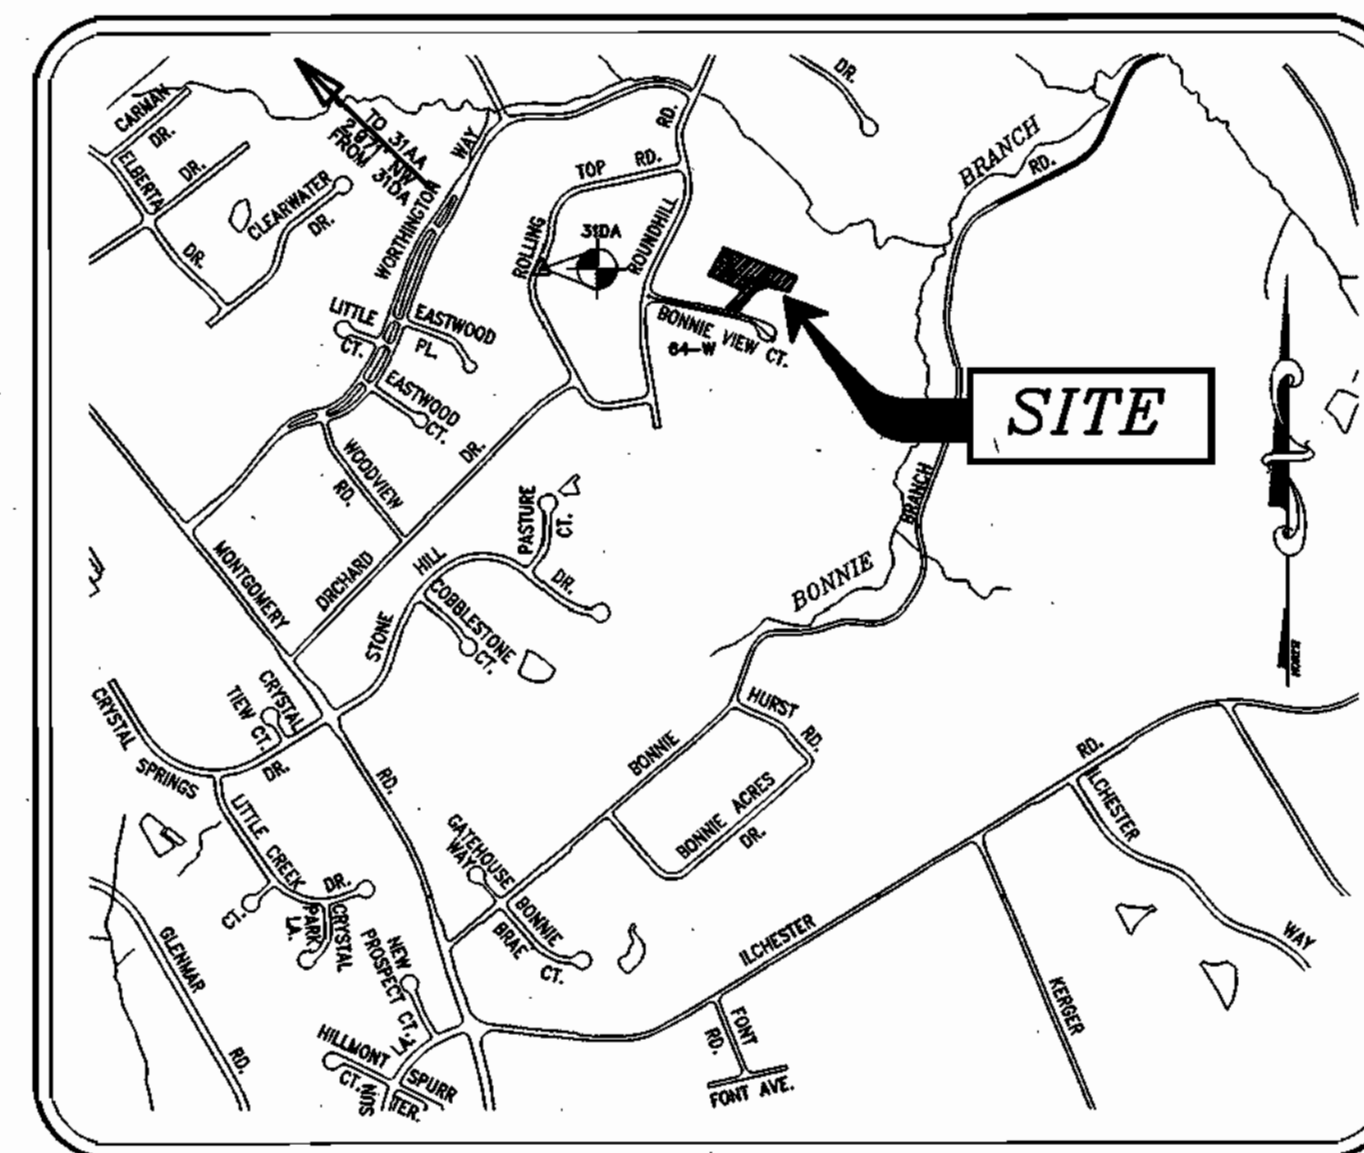 CARMAN
DR.
ELBERTA
DR.
DR.
CLEARWATER
DR.
TO 31AA
2,977' NW
FROM 31DA
WORTHINGTON
WAY
TOP RD.
ROLLING
31DA
ROUNDHILL
RD.
DR.
BRANCH
RD.
LITTLE
CT.
EASTWOOD
PL.
EASTWOOD
CT.
BONNIE VIEW CT.
64-W
SITE
WOODVIEW
RD.
DR.
ORCHARD
MONTGOMERY
RD.
PASTURE
CT.
STONE
HILL
DR.
COBBLESTONE
CT.
BRANCH
BONNIE
NORTH
CRYSTAL
TIEW CT.
CRYSTAL
SPRINGS
DR.
HURST
RD.
BONNIE
BONNIE ACRES
DR.
RD.
ILCHESTER
WAY
LITTLE CREEK
DR.
CT.
PARK
LA.
CRYSTAL
GATEHOUSE
WAY
BONNIE
BRAE
CT.
GLENMAR
RD.
NEW
PROSPECT CT.
ILCHESTER
KERGER
FONT
RD.
FONT AVE.
HILLMONT
CT.
LA.
SUN
SPURR
TER.